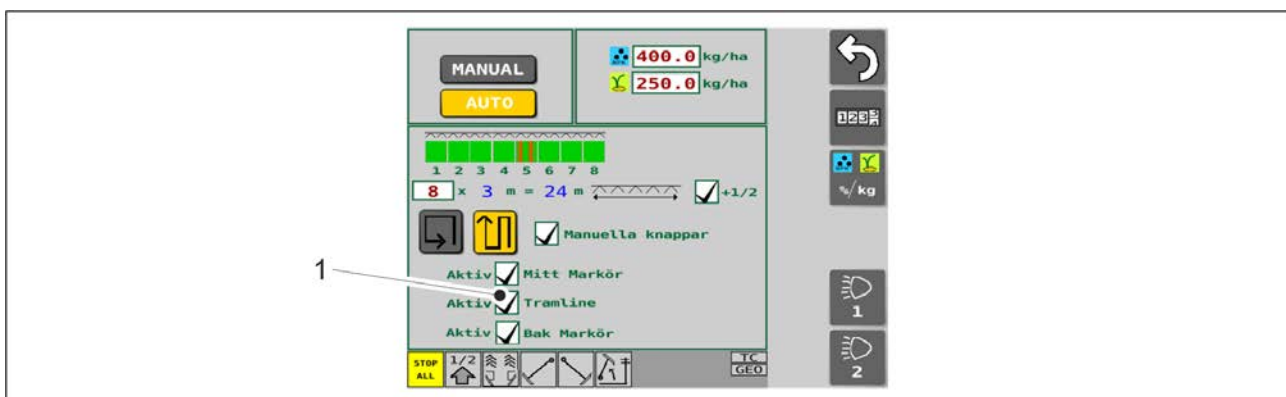 400.0 kg/ha
MANUAL
250.0 kg/ha
AUTO
1 2 3 4 5 6 7 8
8 x 3 m = 24 m +1/2
Manuella knappar
1
Aktiv Mitt Markör
Aktiv Tramline
Aktiv Bak Markör
STOP ALL
1/2
TC
GEO
%/kg
1
2